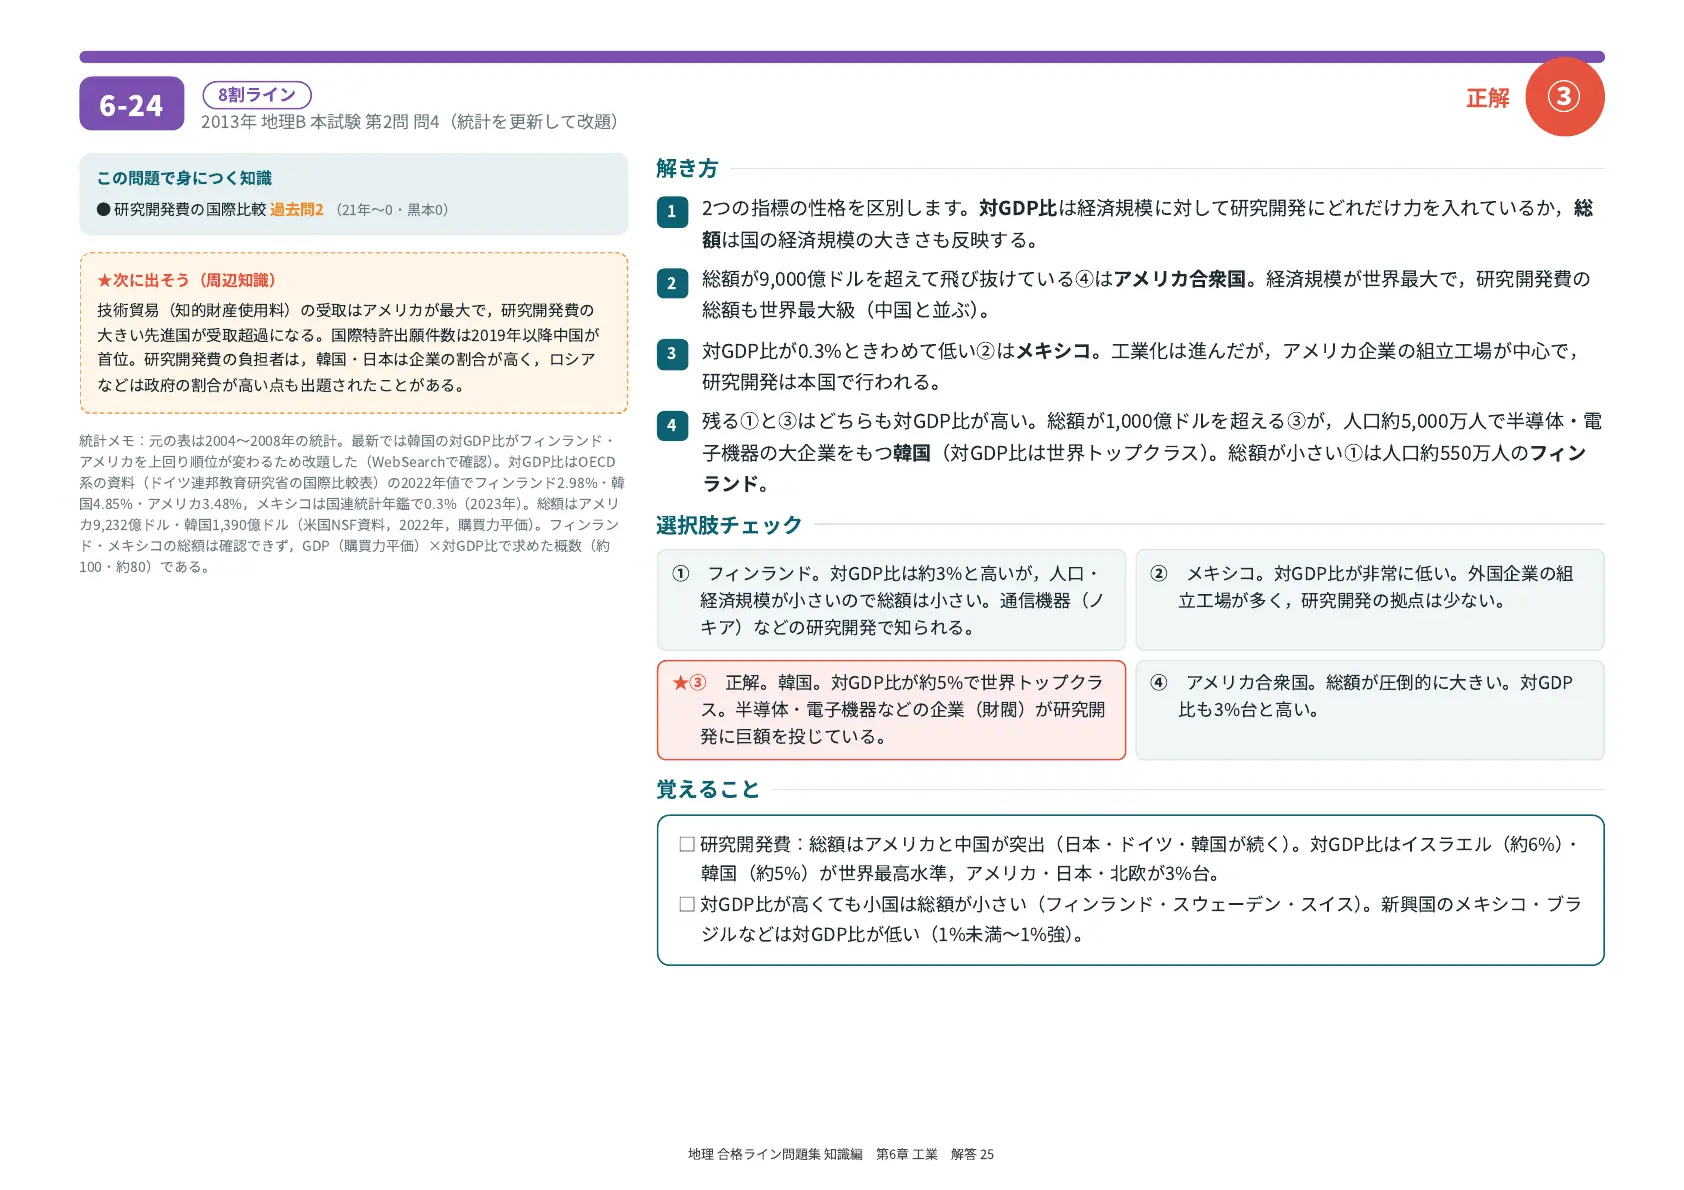 6-24
8割ライン
2013年 地理B 本試験 第2問 問4（統計を更新して改題）
正解 ③
この問題で身につく知識
●研究開発費の国際比較 過去問2 （21年〜0・黒本0）
★次に出そう（周辺知識）
技術貿易（知的財産使用料）の受取はアメリカが最大で，研究開発費の
大きい先進国が受取超過になる。国際特許出願件数は2019年以降中国が
首位。研究開発費の負担者は，韓国・日本は企業の割合が高く，ロシア
などは政府の割合が高い点も出題されたことがある。
統計メモ：元の表は2004〜2008年の統計。最新では韓国の対GDP比がフィンランド・
アメリカを上回り順位が変わるため改題した（WebSearchで確認）。対GDP比はOECD
系の資料（ドイツ連邦教育研究省の国際比較表）の2022年値でフィンランド2.98%・韓
国4.85%・アメリカ3.48%，メキシコは国連統計年鑑で0.3%（2023年）。総額はアメリ
カ9,232億ドル・韓国1,390億ドル（米国NSF資料，2022年，購買力平価）。フィンラン
ド・メキシコの総額は確認できず，GDP（購買力平価）×対GDP比で求めた概数（約
100・約80）である。
解き方
1 2つの指標の性格を区別します。対GDP比は経済規模に対して研究開発にどれだけ力を入れているか，総
額は国の経済規模の大きさも反映する。
2 総額が9,000億ドルを超えて飛び抜けている④はアメリカ合衆国。経済規模が世界最大で，研究開発費の
総額も世界最大級（中国と並ぶ）。
3 対GDP比が0.3%ときわめて低い②はメキシコ。工業化は進んだが，アメリカ企業の組立工場が中心で，
研究開発は本国で行われる。
4 残る①と③はどちらも対GDP比が高い。総額が1,000億ドルを超える③が，人口約5,000万人で半導体・電
子機器の大企業をもつ韓国（対GDP比は世界トップクラス）。総額が小さい①は人口約550万人のフィン
ランド。
選択肢チェック
① フィンランド。対GDP比は約3%と高いが，人口・
経済規模が小さいので総額は小さい。通信機器（ノ
キア）などの研究開発で知られる。
② メキシコ。対GDP比が非常に低い。外国企業の組
立工場が多く，研究開発の拠点は少ない。
★③ 正解。韓国。対GDP比が約5%で世界トップクラ
ス。半導体・電子機器などの企業（財閥）が研究開
発に巨額を投じている。
④ アメリカ合衆国。総額が圧倒的に大きい。対GDP
比も3%台と高い。
覚えること
□ 研究開発費：総額はアメリカと中国が突出（日本・ドイツ・韓国が続く）。対GDP比はイスラエル（約6%）・
韓国（約5%）が世界最高水準，アメリカ・日本・北欧が3%台。
□ 対GDP比が高くても小国は総額が小さい（フィンランド・スウェーデン・スイス）。新興国のメキシコ・ブラ
ジルなどは対GDP比が低い（1%未満〜1%強）。
地理 合格ライン問題集 知識編 第6章 工業 解答 25